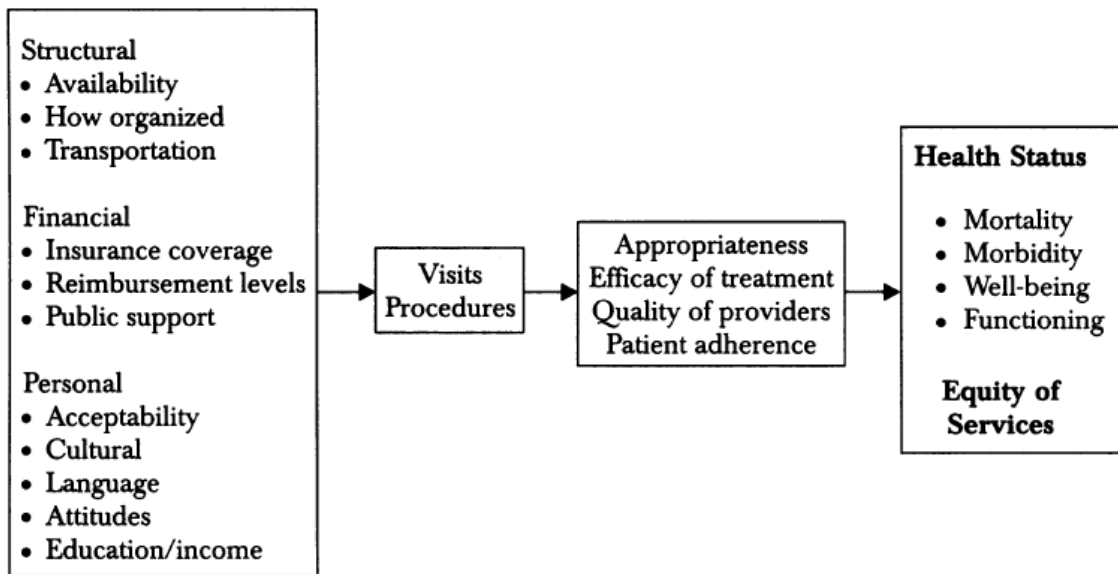 Structural
• Availability
• How organized
• Transportation
Financial
• Insurance coverage
• Reimbursement levels
• Public support
Personal
• Acceptability
• Cultural
• Language
• Attitudes
• Education/income
Visits
Procedures
Appropriateness
Efficacy of treatment
Quality of providers
Patient adherence
Health Status
• Mortality
• Morbidity
• Well-being
• Functioning
Equity of
Services